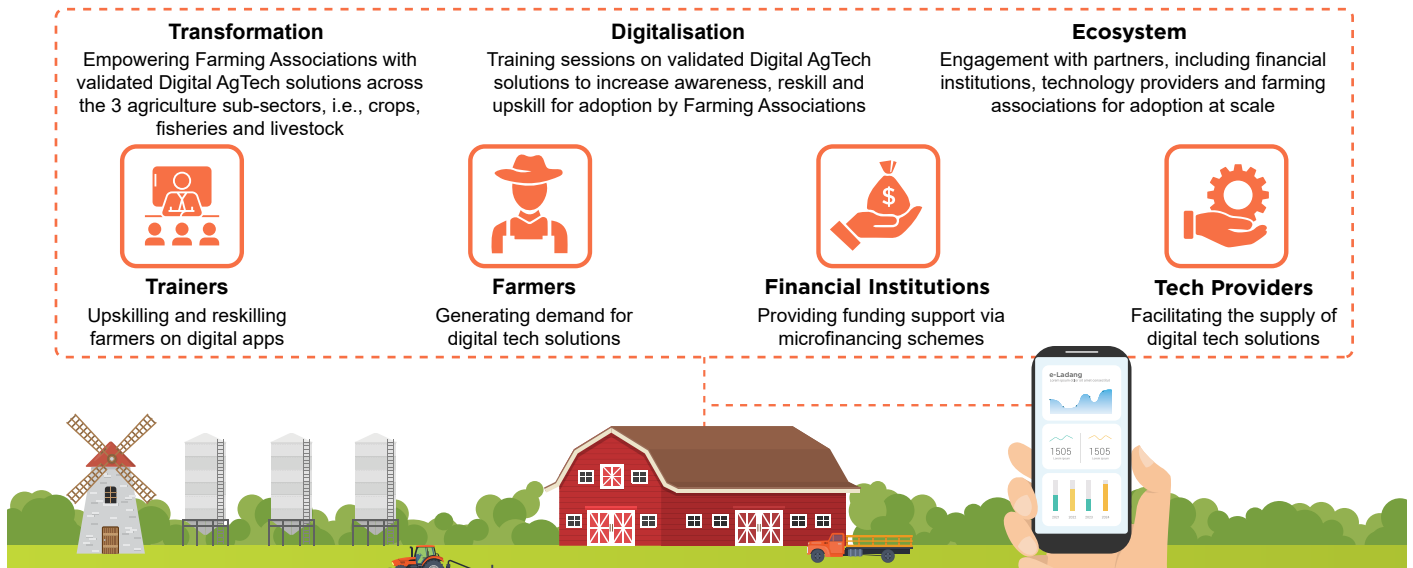 Transformation
Empowering Farming Associations with
validated Digital AgTech solutions across
the 3 agriculture sub-sectors, i.e., crops,
fisheries and livestock
Digitalisation
Training sessions on validated Digital AgTech
solutions to increase awareness, reskill and
upskill for adoption by Farming Associations
Ecosystem
Engagement with partners, including financial
institutions, technology providers and farming
associations for adoption at scale
$
Trainers
Upskilling and reskilling
farmers on digital apps
Farmers
Generating demand for
digital tech solutions
Financial Institutions
Providing funding support via
microfinancing schemes
Tech Providers
Facilitating the supply of
digital tech solutions
e-Ladang
1505
1505